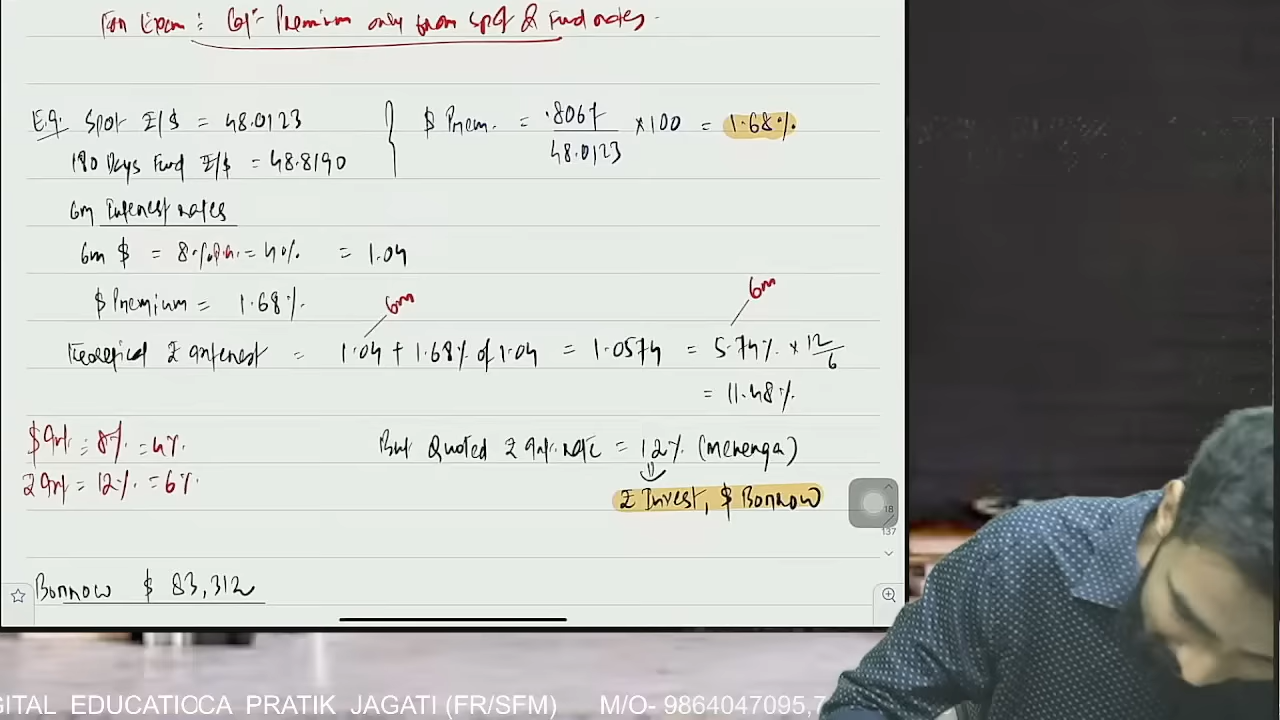 For Exam: Cal: Premium only from Spot & Fwd rates.
E.g. Spot ₹/$ = 48.0123
180 Days Fwd ₹/$ = 48.8190
$ Prem. = .8067 / 48.0123 × 100 = 1.68%
6m Interest rates
6m $ = 8% p.a. = 4% = 1.04
$ Premium = 1.68%
6m
6m
Theoretical ₹ Interest = 1.04 + 1.68% of 1.04 = 1.0574 = 5.74% × 12/6
= 11.48%
$ Int. = 8% = 4%
₹ Int = 12% = 6%
But Quoted ₹ Int. rate = 12% (Mehenga)
₹ Invest, $ Borrow
18
137
Borrow $ 83,312
GITAL EDUCATIOCA PRATIK JAGATI (FR/SFM) M/O- 9864047095,7